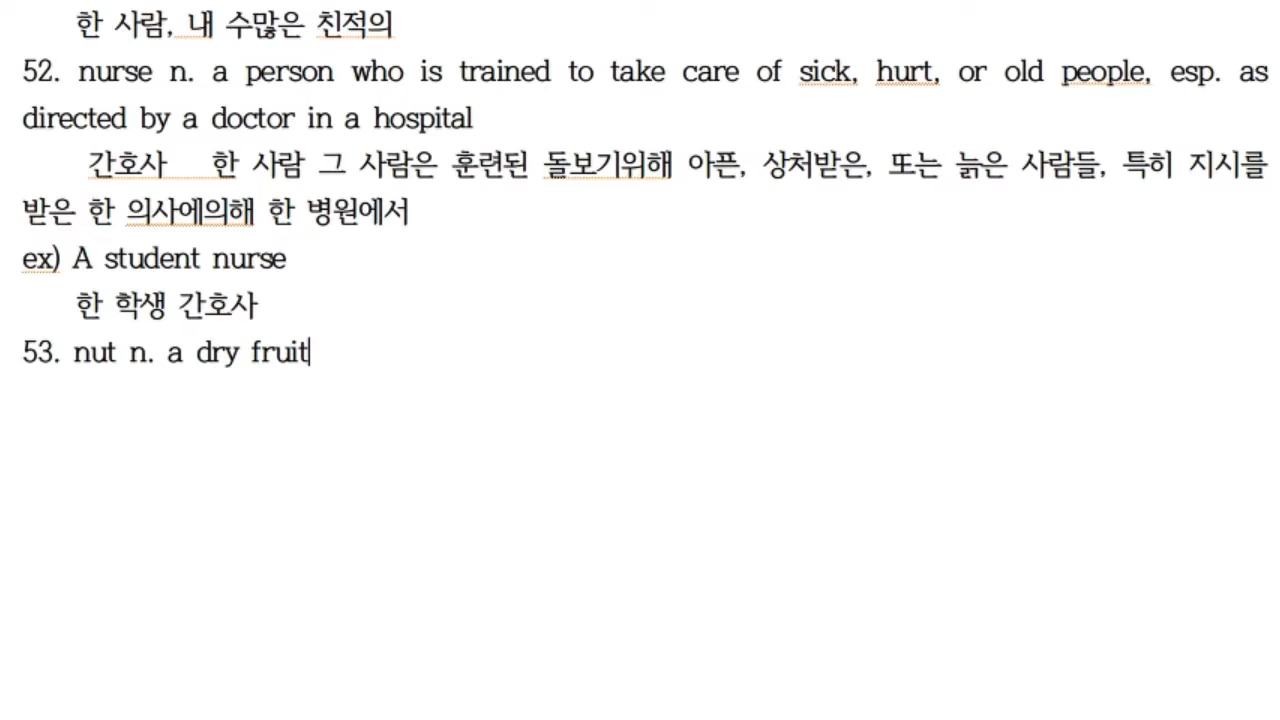 한 사람, 내 수많은 친적의
52. nurse n. a person who is trained to take care of sick, hurt, or old people, esp. as
directed by a doctor in a hospital
간호사 한 사람 그 사람은 훈련된 돌보기위해 아픈, 상처받은, 또는 늙은 사람들, 특히 지시를
받은 한 의사에의해 한 병원에서
ex) A student nurse
한 학생 간호사
53. nut n. a dry fruit